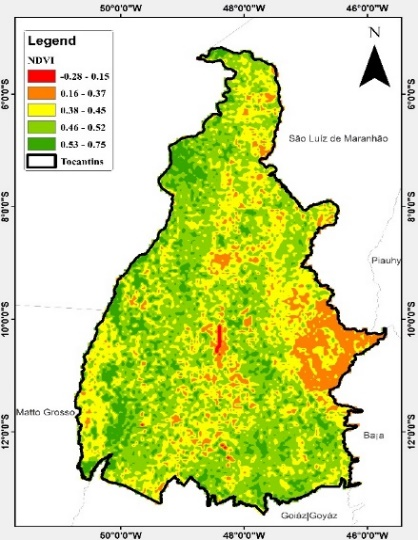 50°0'0"S 48°0'0"S 46°0'0"S
Legend
NDVI
-0.28 - 0.15
0.16 - 0.37
0.38 - 0.45
0.46 - 0.52
0.53 - 0.75
Tocantins
N
6°0'0"S
6°0'0"S
São Luíz de Maranhão
8°0'0"S
8°0'0"S
Piauhy
10°0'0"S
10°0'0"S
Matto Grosso
12°0'0"S
12°0'0"S
Goiáz|Goyáz
50°0'0"S 48°0'0"S 46°0'0"S